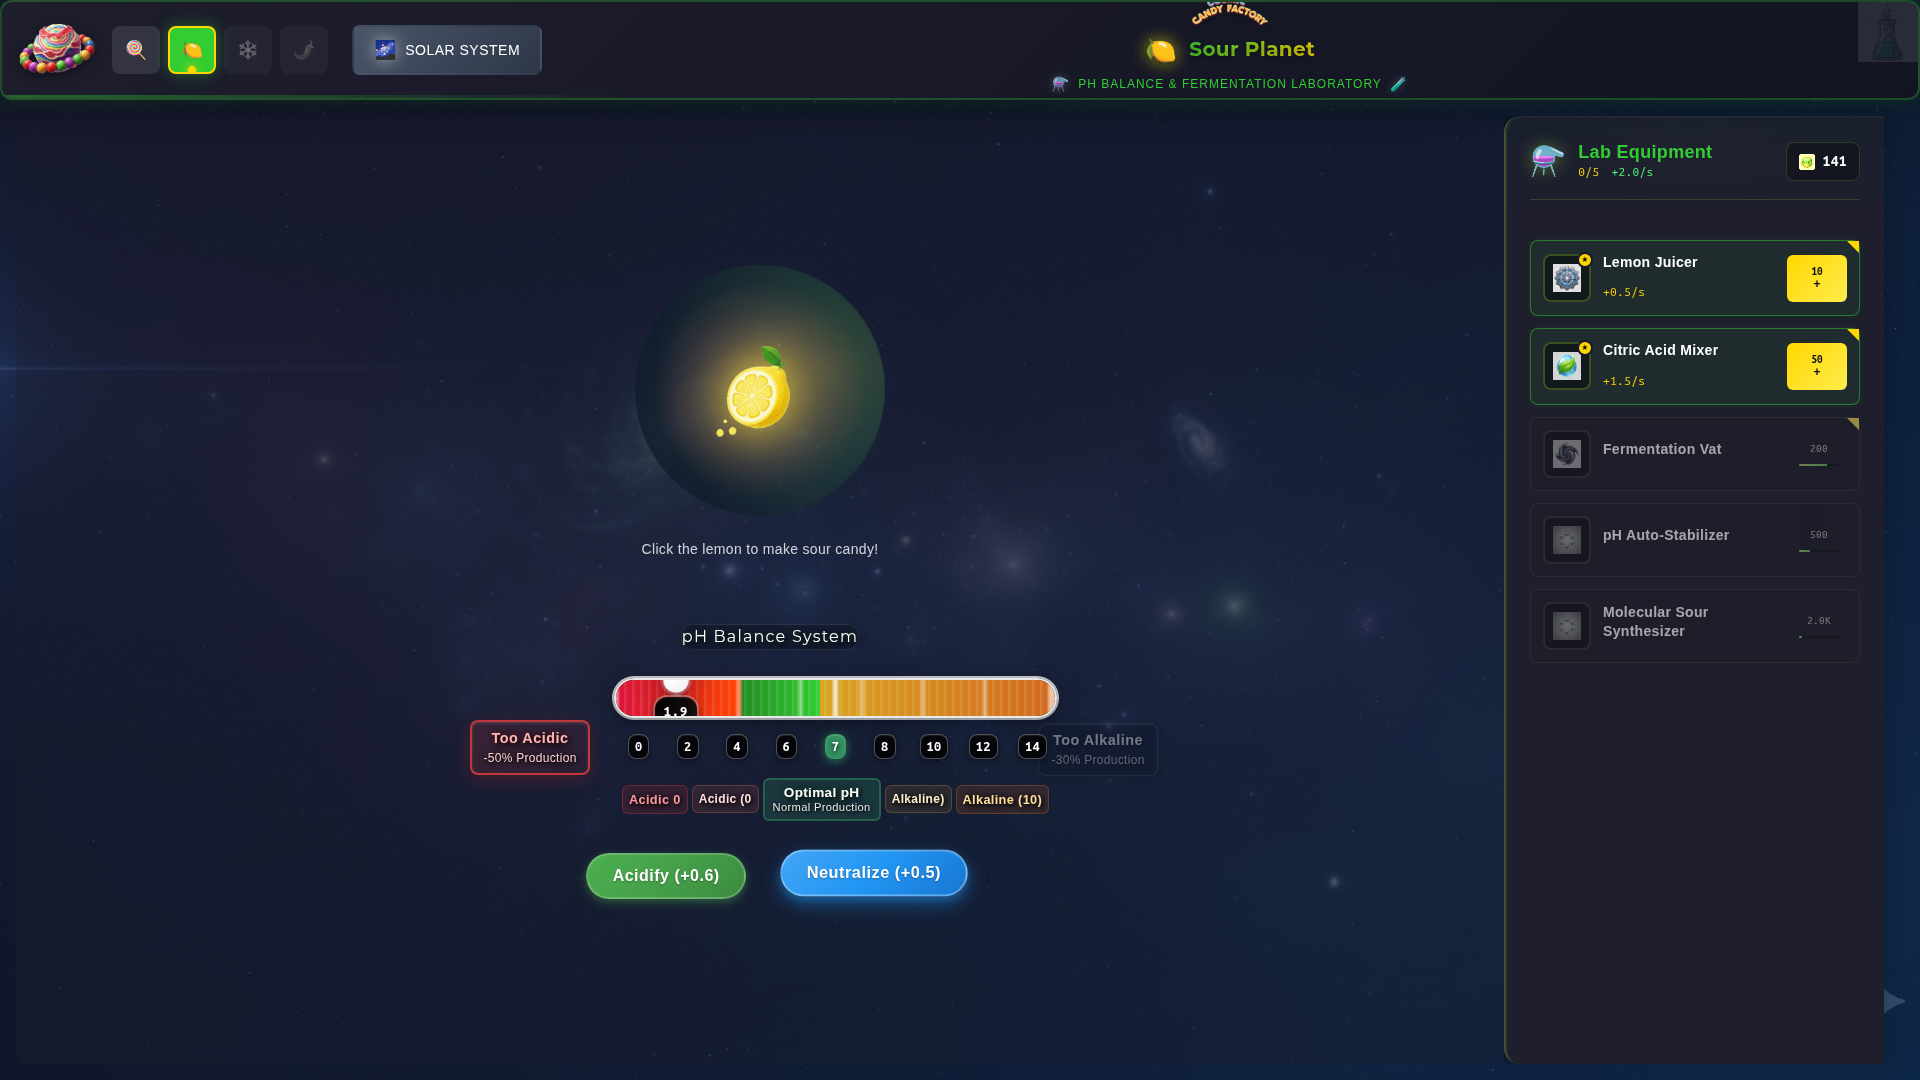 SOLAR SYSTEM
CANDY FACTORY
Sour Planet
PH BALANCE & FERMENTATION LABORATORY
Click the lemon to make sour candy!
pH Balance System
1.9
Too Acidic
-50% Production
0 2 4 6 7 8 10 12 14
Too Alkaline
-30% Production
Acidic 0
Acidic (0
Optimal pH
Normal Production
Alkaline)
Alkaline (10)
Acidify (+0.6)
Neutralize (+0.5)
Lab Equipment
0/5 +2.0/s
141
Lemon Juicer
+0.5/s
10
+
Citric Acid Mixer
+1.5/s
50
+
Fermentation Vat
200
pH Auto-Stabilizer
500
Molecular Sour
Synthesizer
2.0K